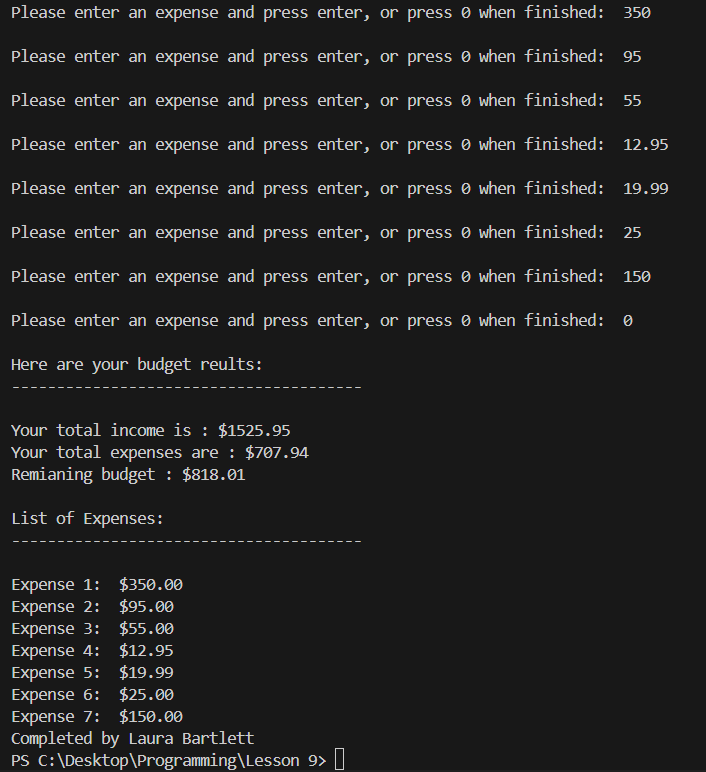 Please enter an expense and press enter, or press 0 when finished:  350
Please enter an expense and press enter, or press 0 when finished:  95
Please enter an expense and press enter, or press 0 when finished:  55
Please enter an expense and press enter, or press 0 when finished:  12.95
Please enter an expense and press enter, or press 0 when finished:  19.99
Please enter an expense and press enter, or press 0 when finished:  25
Please enter an expense and press enter, or press 0 when finished:  150
Please enter an expense and press enter, or press 0 when finished:  0
Here are your budget reults:
---------------------------------------
Your total income is : $1525.95
Your total expenses are : $707.94
Remianing budget : $818.01
List of Expenses:
---------------------------------------
Expense 1:  $350.00
Expense 2:  $95.00
Expense 3:  $55.00
Expense 4:  $12.95
Expense 5:  $19.99
Expense 6:  $25.00
Expense 7:  $150.00
Completed by Laura Bartlett
PS C:\Desktop\Programming\Lesson 9>